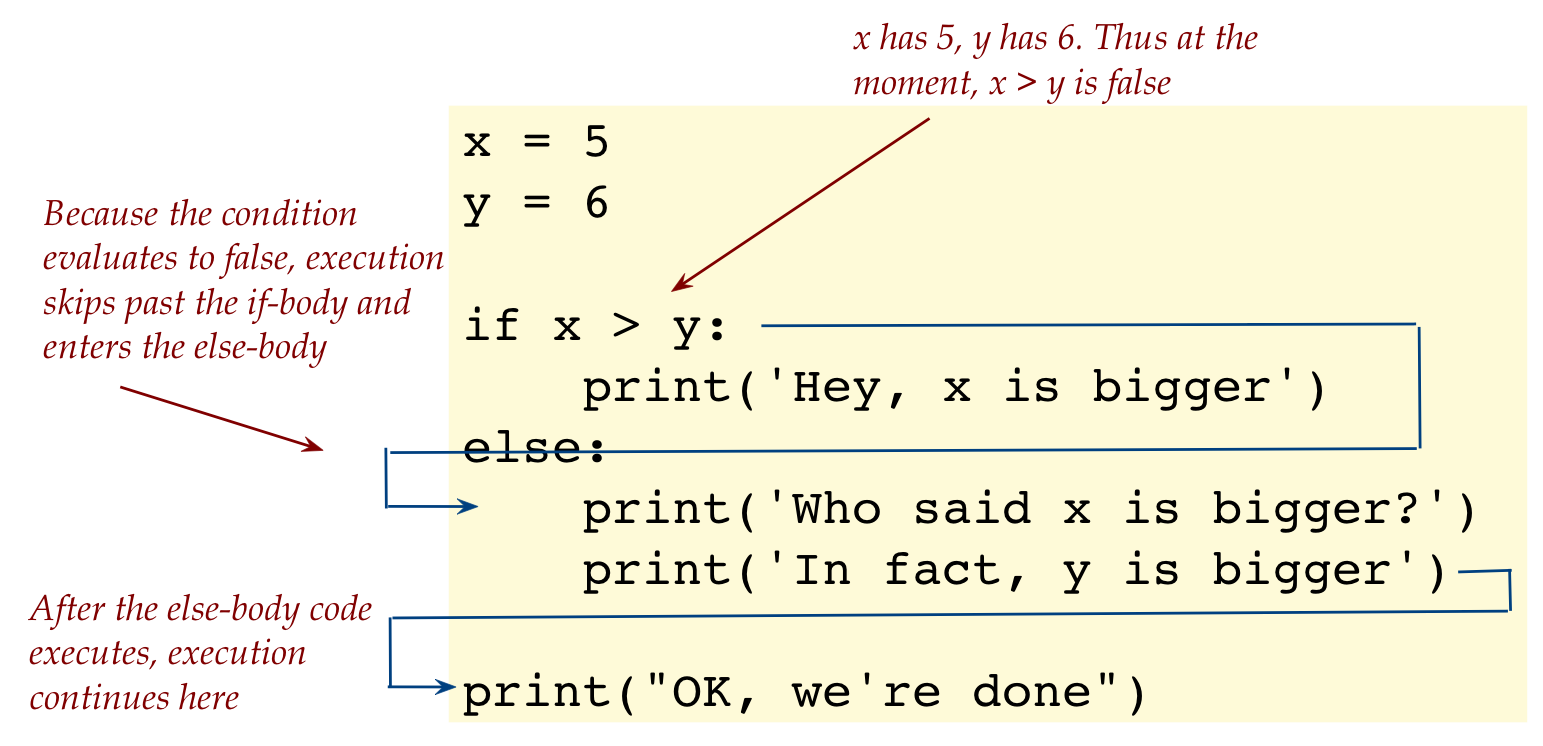 x has 5, y has 6. Thus at the
moment, x > y is false
x = 5
y = 6
Because the condition
evaluates to false, execution
skips past the if-body and
enters the else-body
if x > y:
    print('Hey, x is bigger')
else:
    print('Who said x is bigger?')
    print('In fact, y is bigger')
After the else-body code
executes, execution
continues here
print("OK, we're done")